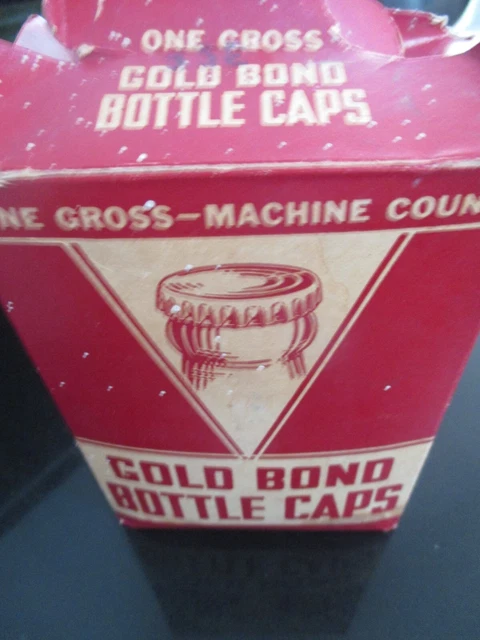 ONE GROSS
GOLD BOND
BOTTLE CAPS
NE GROSS—MACHINE COUN
GOLD BOND
BOTTLE CAPS